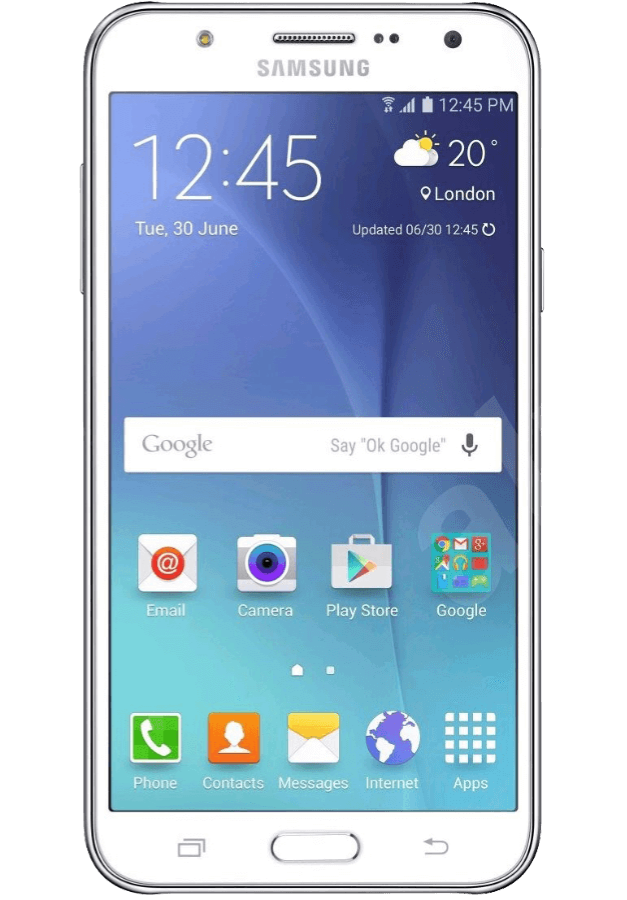 SAMSUNG
12:45 PM
12:45
20°
London
Tue, 30 June
Updated 06/30 12:45
Google
Say "Ok Google"
@
Email
Camera
Play Store
Google
Phone
Contacts
Messages
Internet
Apps